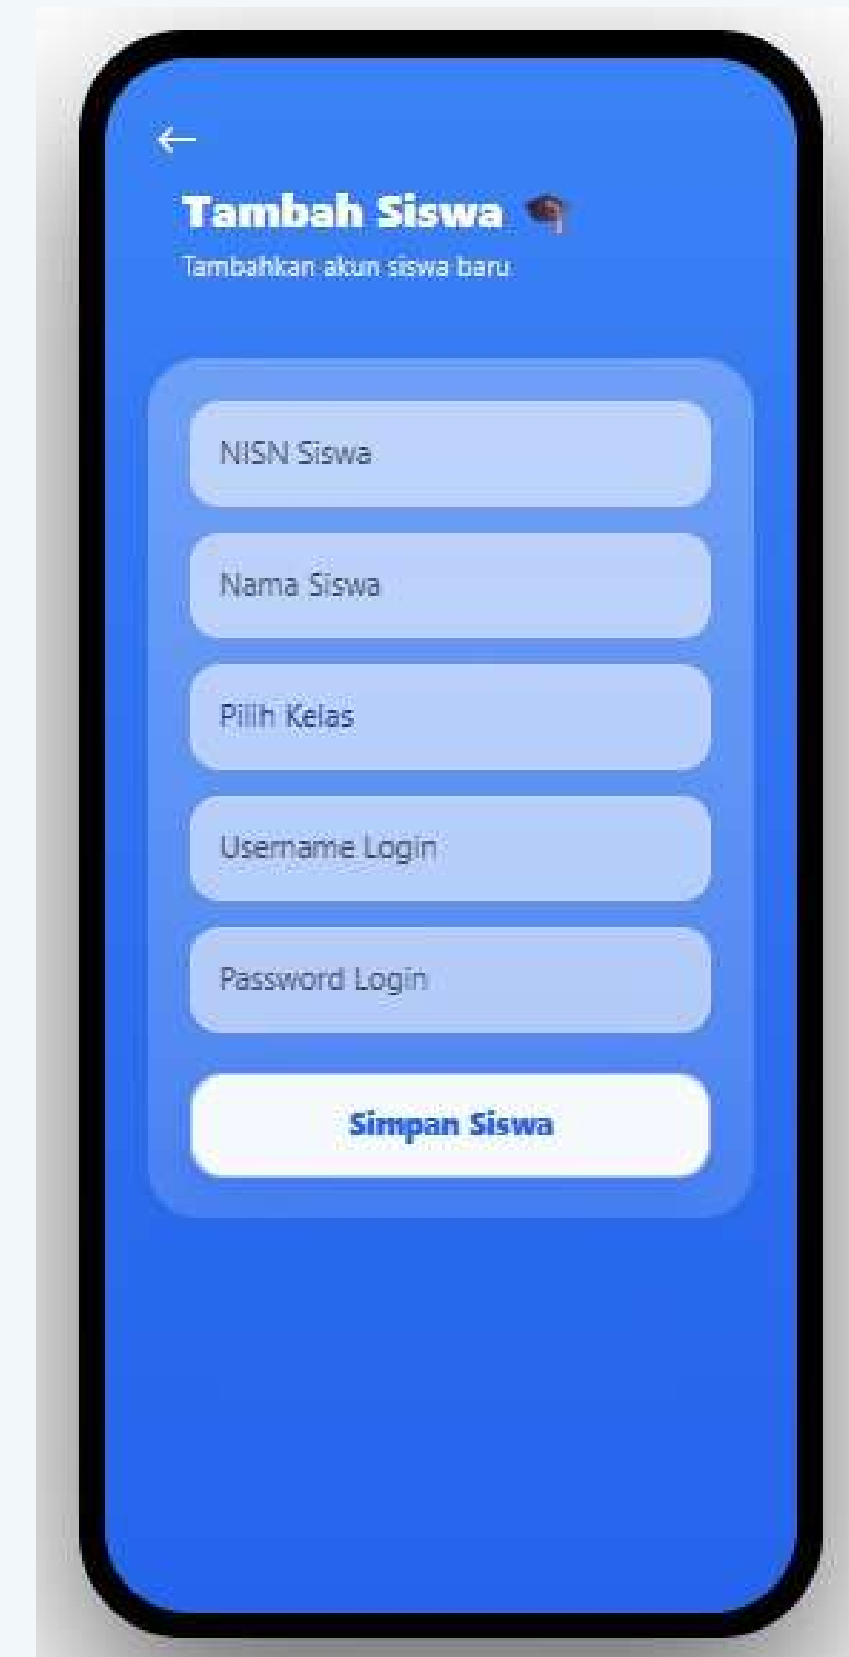 Tambah Siswa
Tambahkan akun siswa baru
NISN Siswa
Nama Siswa
Pilih Kelas
Username Login
Password Login
Simpan Siswa